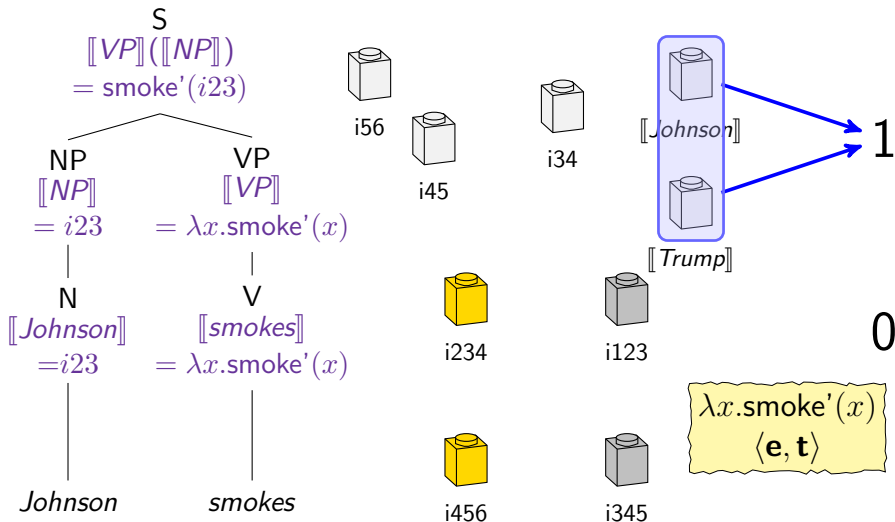 S
⟦VP⟧(⟦NP⟧)
= smoke'(i23)
NP
⟦NP⟧
= i23
VP
⟦VP⟧
= λx.smoke'(x)
N
⟦Johnson⟧
=i23
V
⟦smokes⟧
= λx.smoke'(x)
Johnson
smokes
i56
i45
i34
⟦Johnson⟧
⟦Trump⟧
1
i234
i123
0
λx.smoke'(x)
⟨e, t⟩
i456
i345